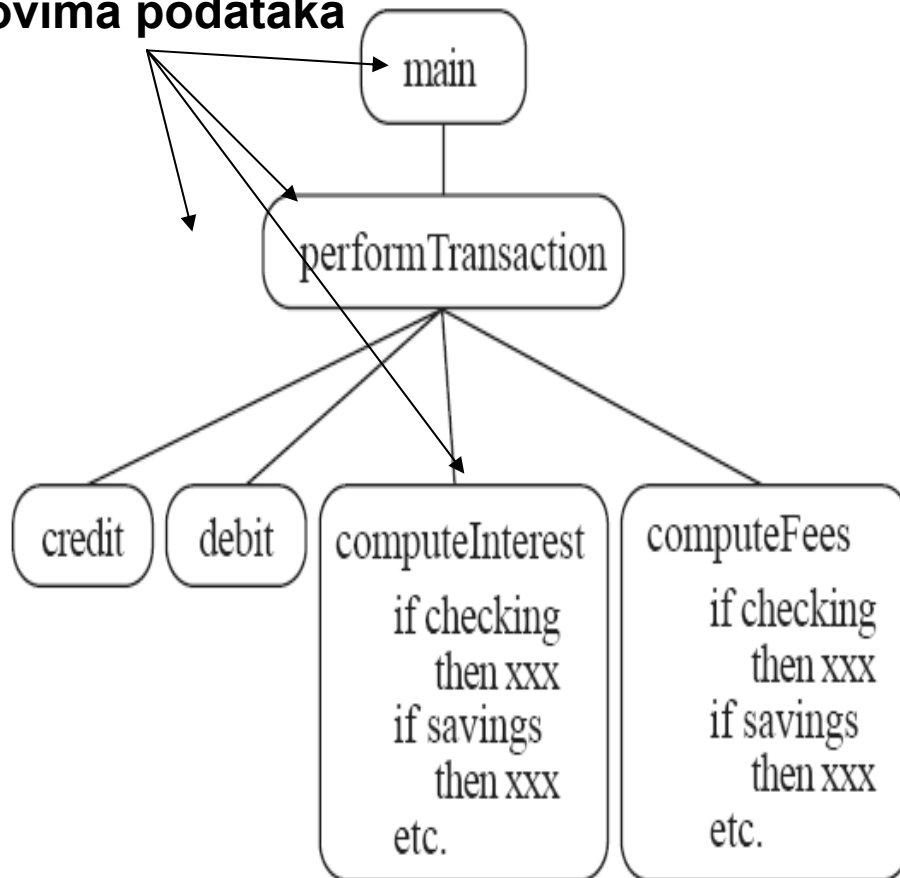 podataka
main
performTransaction
credit
debit
computeInterest
if checking
then xxx
if savings
then xxx
etc.
computeFees
if checking
then xxx
if savings
then xxx
etc.